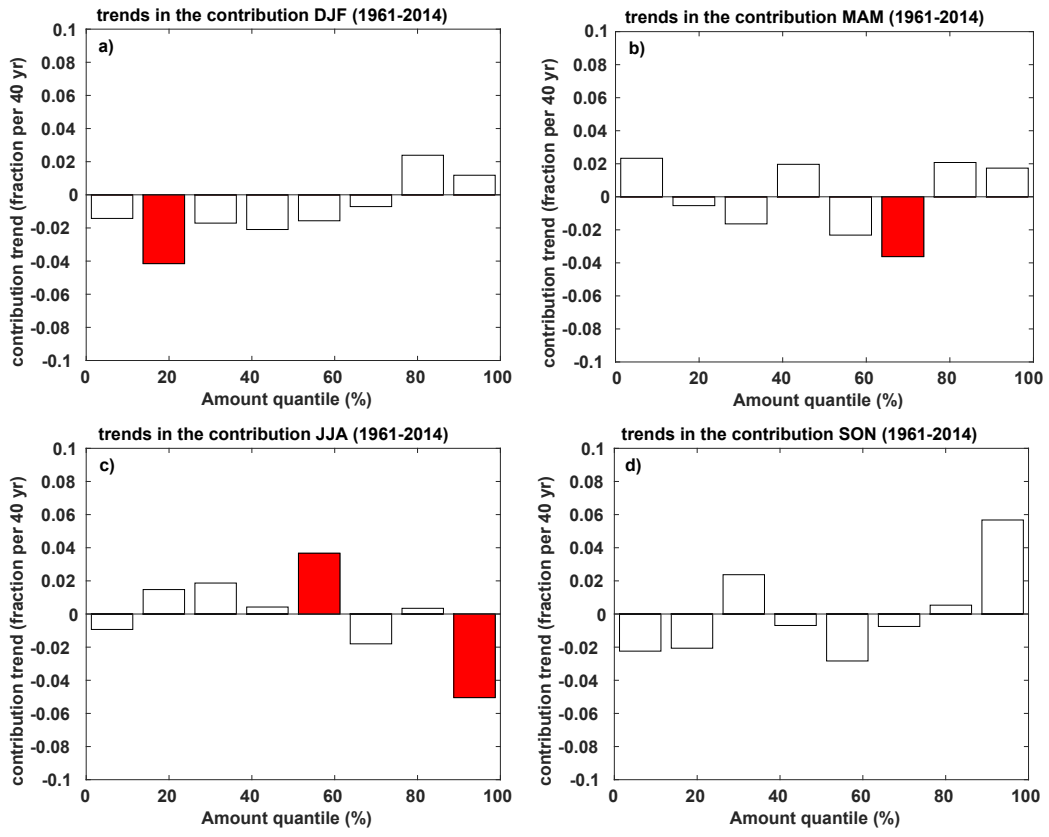 trends in the contribution DJF (1961-2014)
a)
contribution trend (fraction per 40 yr)
0.1
0.08
0.06
0.04
0.02
0
-0.02
-0.04
-0.06
-0.08
-0.1
0 20 40 60 80 100
Amount quantile (%)
trends in the contribution MAM (1961-2014)
b)
contribution trend (fraction per 40 yr)
0.1
0.08
0.06
0.04
0.02
0
-0.02
-0.04
-0.06
-0.08
-0.1
0 20 40 60 80 100
Amount quantile (%)
trends in the contribution JJA (1961-2014)
c)
contribution trend (fraction per 40 yr)
0.1
0.08
0.06
0.04
0.02
0
-0.02
-0.04
-0.06
-0.08
-0.1
0 20 40 60 80 100
Amount quantile (%)
trends in the contribution SON (1961-2014)
d)
contribution trend (fraction per 40 yr)
0.1
0.08
0.06
0.04
0.02
0
-0.02
-0.04
-0.06
-0.08
-0.1
0 20 40 60 80 100
Amount quantile (%)